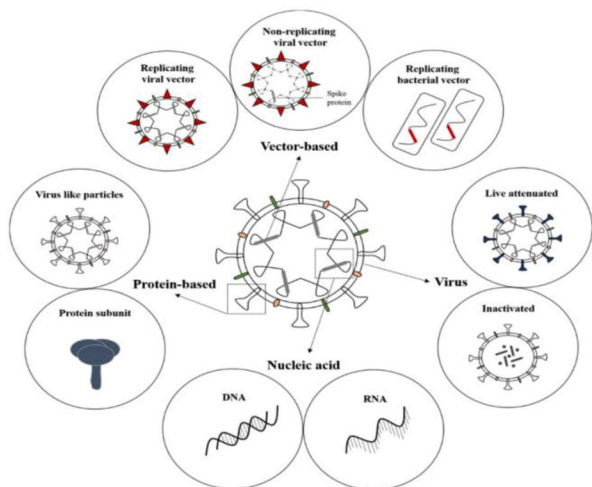 Non-replicating
viral vector
Spike
protein
Replicating
viral vector
Replicating
bacterial vector
Vector-based
Virus like particles
Live attenuated
Protein-based
Virus
Protein subunit
Inactivated
Nucleic acid
DNA
RNA